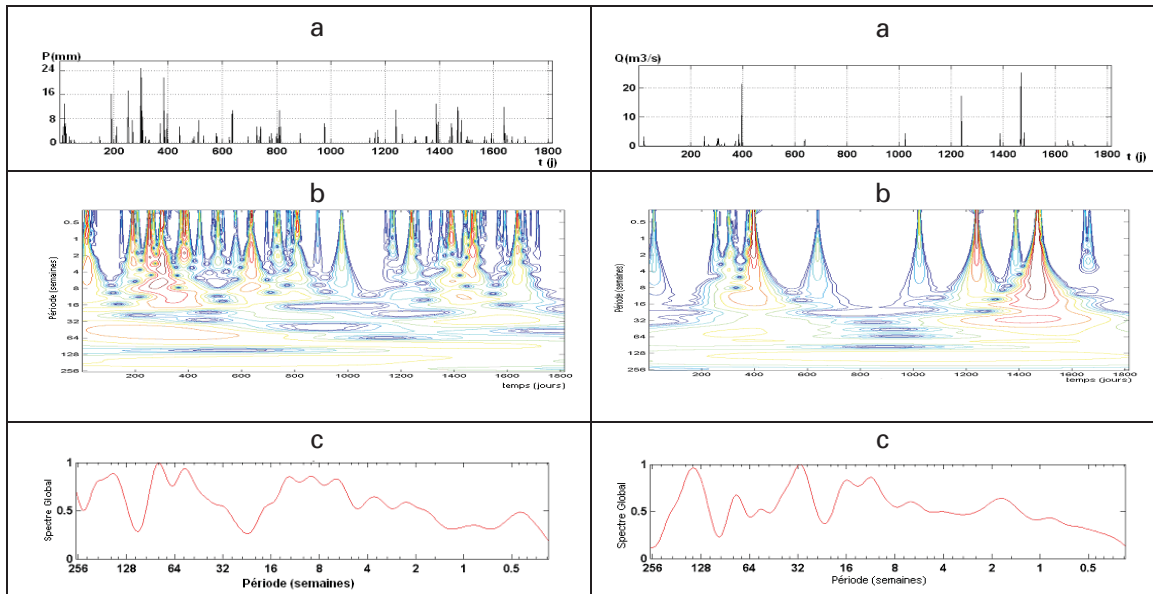 a
P(mm)
24
16
8
0
200 400 600 800 1000 1200 1400 1600 1800
t (j)
a
Q(m3/s)
20
10
0
200 400 600 800 1000 1200 1400 1600 1800
t (j)
b
Période (semaines)
0.5
1
2
4
8
16
32
64
128
256
200 400 600 800 1000 1200 1400 1600 1800
temps (jours)
b
Période (semaines)
0.5
1
2
4
8
15
32
64
128
256
200 400 600 800 1000 1200 1400 1600 1800
temps (jours)
c
Spectre Global
1
0.5
0
256 128 64 32 16 8 4 2 1 0.5
Période (semaines)
c
Spectre Global
1
0.5
0
256 128 64 32 16 8 4 2 1 0.5
Période (semaines)